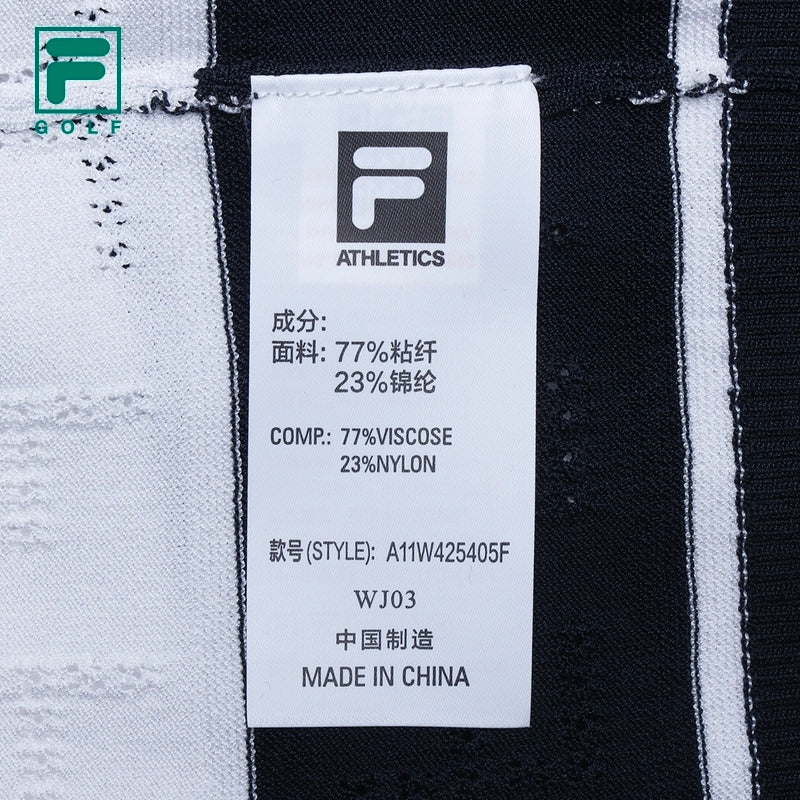 F
GOLF
F
ATHLETICS
成分:
面料: 77%粘纤
23%锦纶
COMP.: 77%VISCOSE
23%NYLON
款号(STYLE): A11W425405F
WJ03
中国制造
MADE IN CHINA